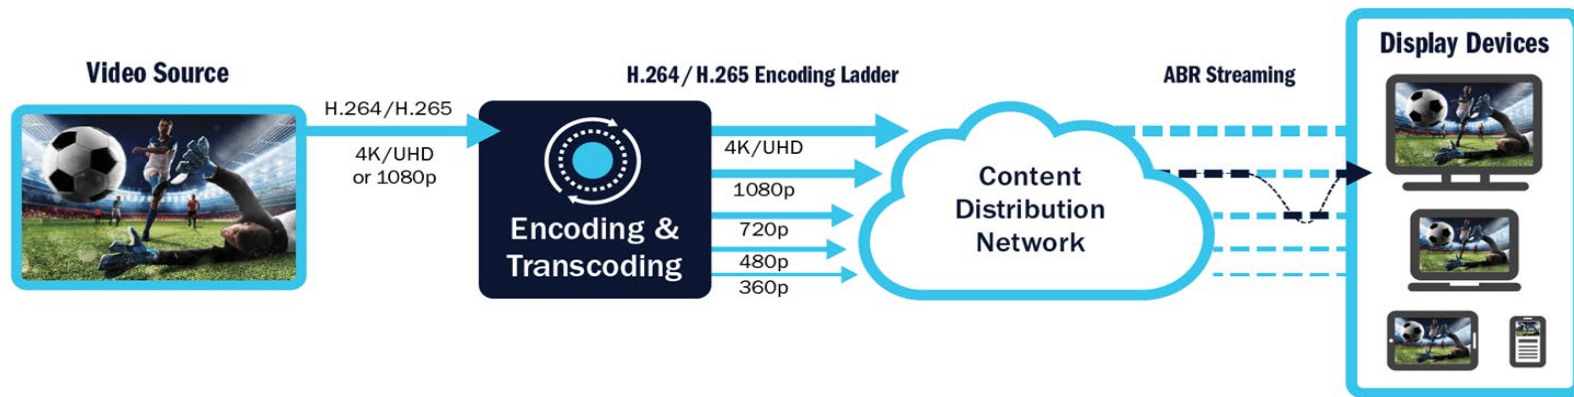 Video Source
H.264/H.265
4K/UHD
or 1080p
Encoding &
Transcoding
H.264/H.265 Encoding Ladder
4K/UHD
1080p
720p
480p
360p
Content
Distribution
Network
ABR Streaming
Display Devices